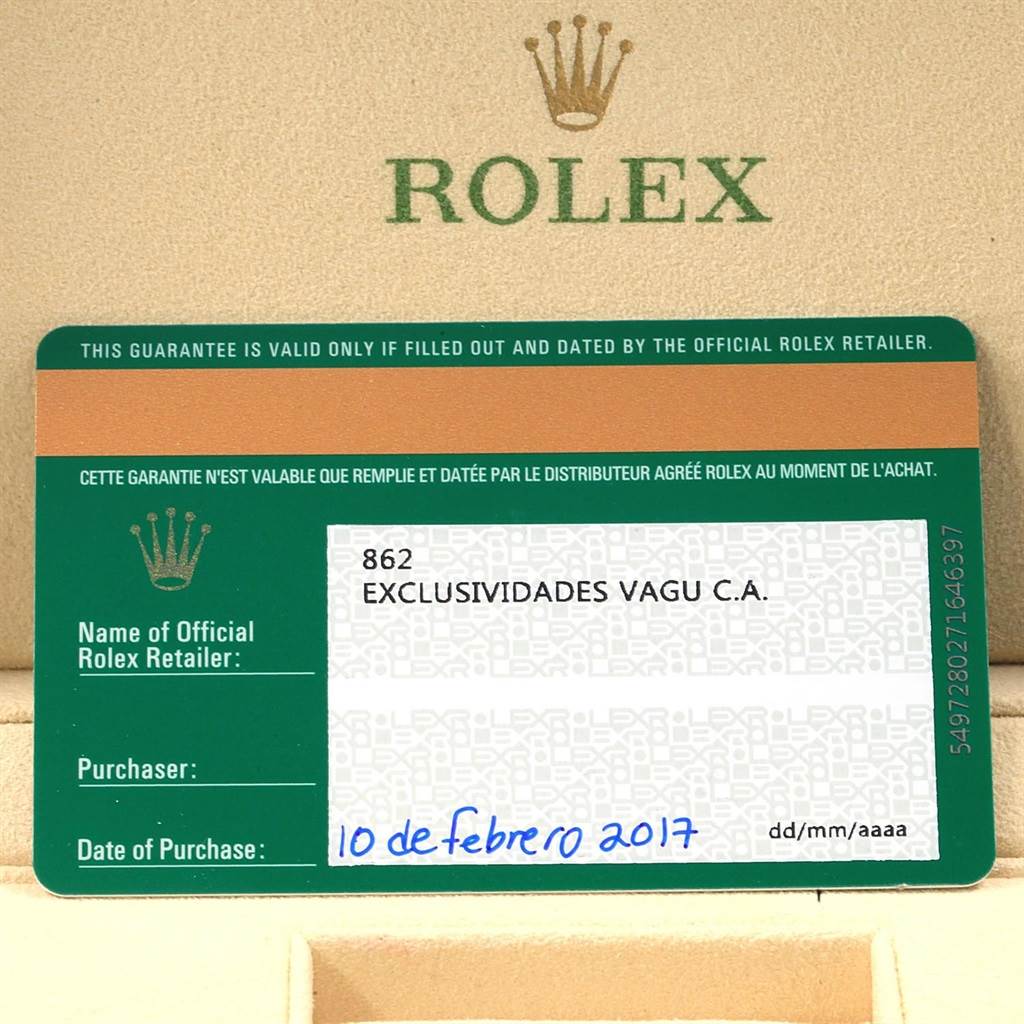 ROLEX
THIS GUARANTEE IS VALID ONLY IF FILLED OUT AND DATED BY THE OFFICIAL ROLEX RETAILER.
CETTE GARANTIE N'EST VALABLE QUE REMPLIE ET DATÉE PAR LE DISTRIBUTEUR AGRÉÉ ROLEX AU MOMENT DE L'ACHAT.
862
EXCLUSIVIDADES VAGU C.A.
Name of Official
Rolex Retailer:
Purchaser:
Date of Purchase:
10 de febrero 2017
dd/mm/aaaa
5497280271646397